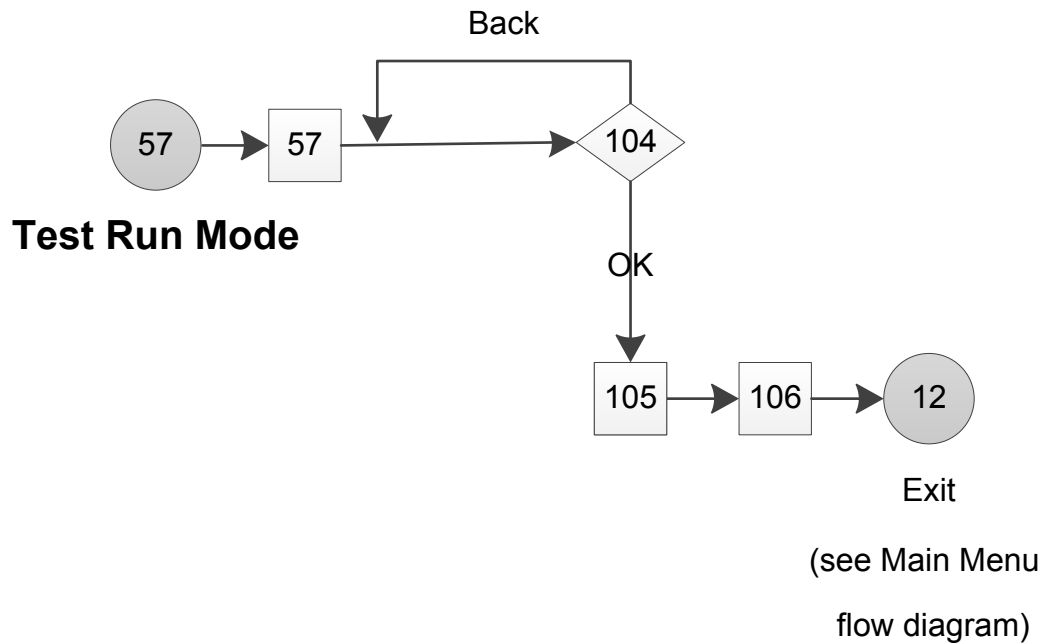 Back
57
57
104
Test Run Mode
OK
105
106
12
Exit
(see Main Menu
flow diagram)